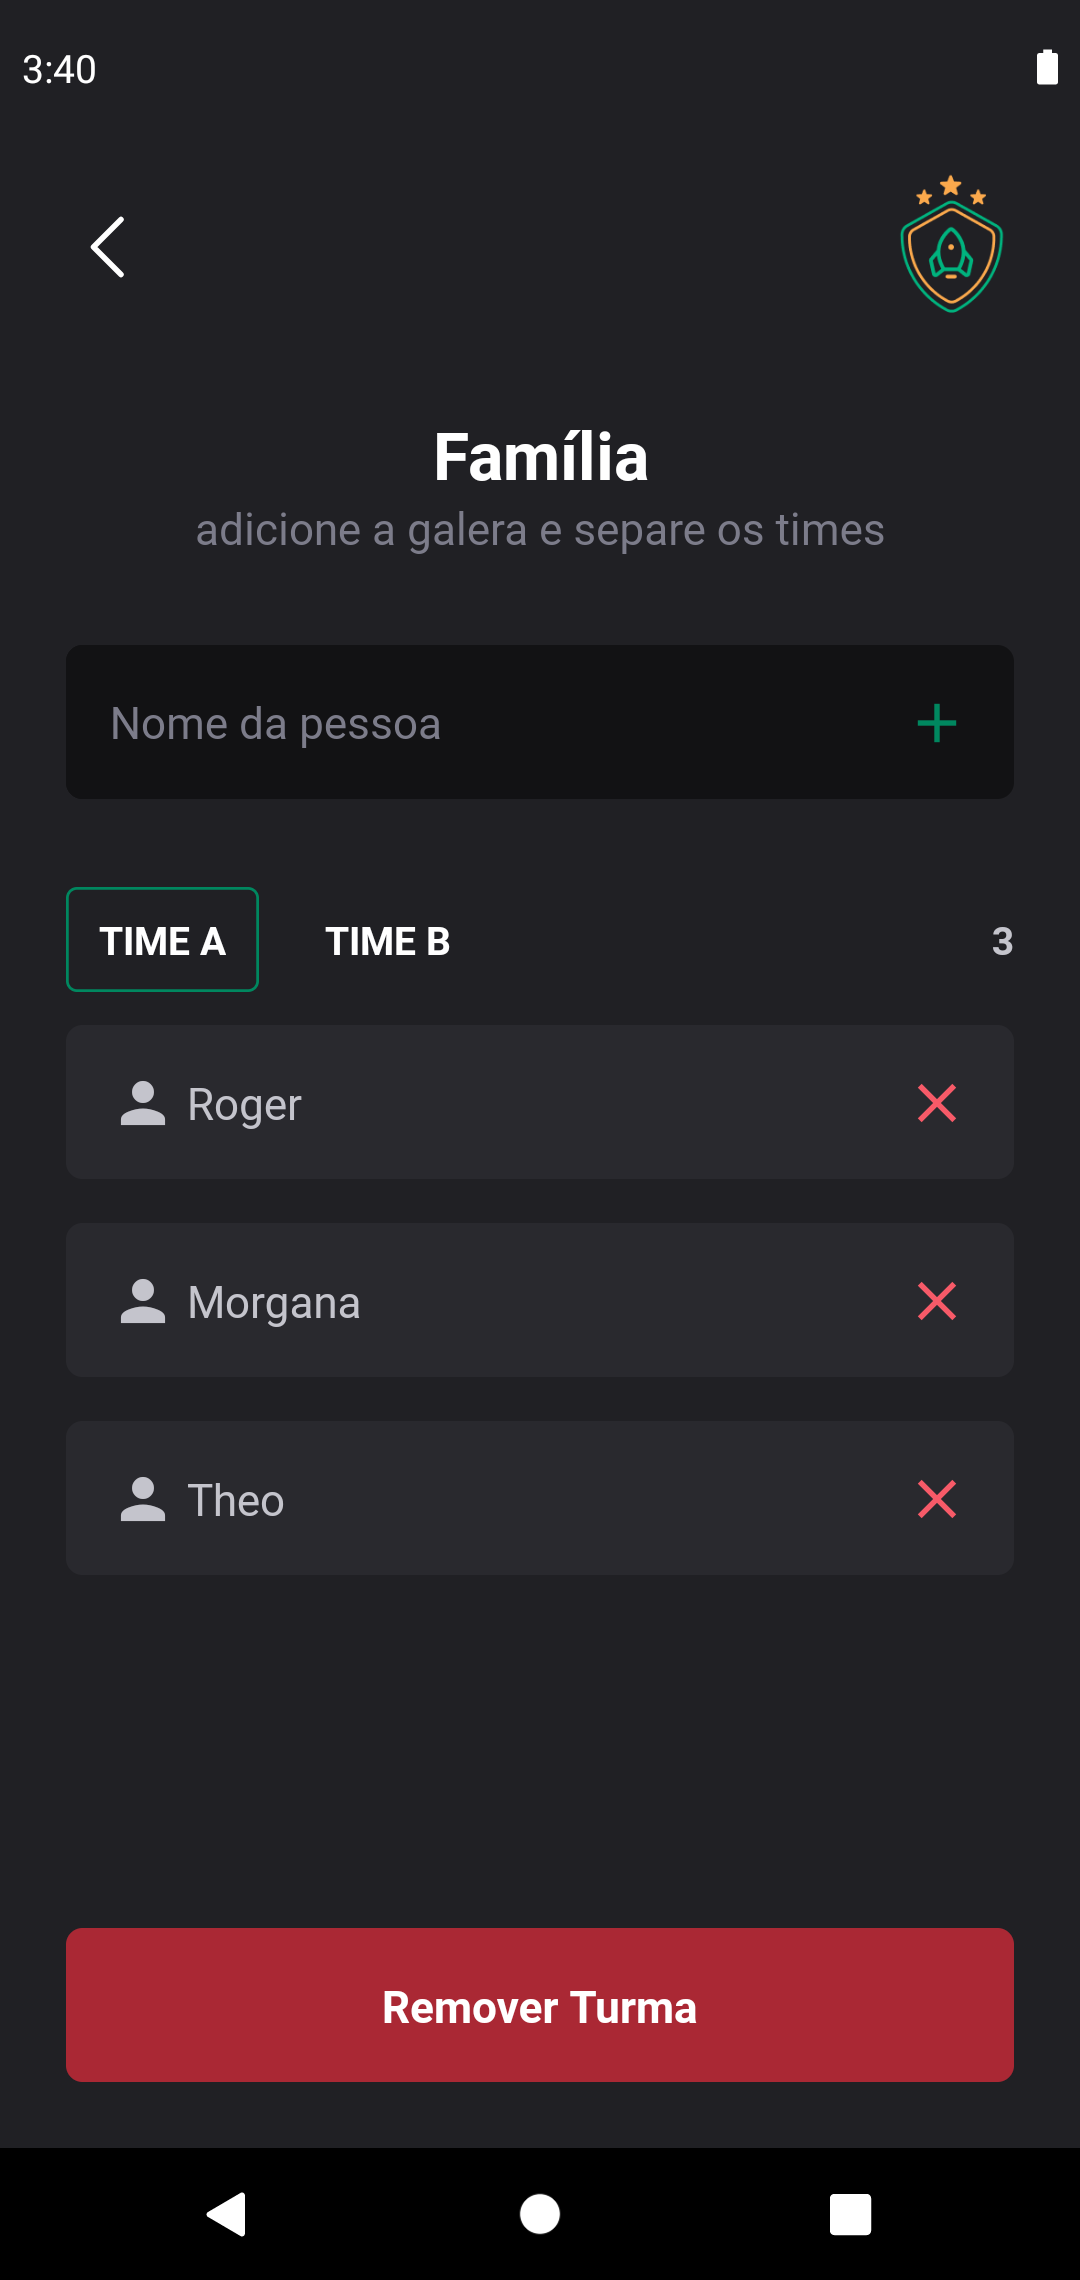 3:40
Família
adicione a galera e separe os times
Nome da pessoa
TIME A TIME B 3
Roger
Morgana
Theo
Remover Turma